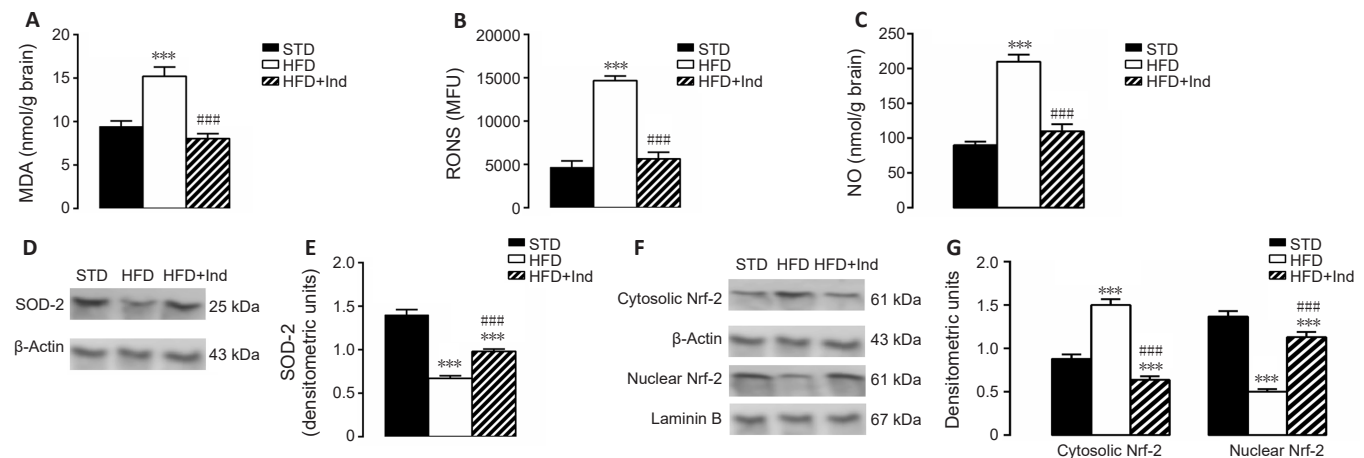 A
MDA (nmol/g brain)
20
15
10
5
0
***
###
STD
HFD
HFD+Ind
B
RONS (MFU)
20000
15000
10000
5000
0
***
###
STD
HFD
HFD+Ind
C
NO (nmol/g brain)
250
200
150
100
50
0
***
###
STD
HFD
HFD+Ind
D
STD HFD HFD+Ind
SOD-2 25 kDa
β-Actin 43 kDa
E
SOD-2
(densitometric units)
2.0
1.5
1.0
0.5
0
***
###
***
STD
HFD
HFD+Ind
F
STD HFD HFD+Ind
Cytosolic Nrf-2 61 kDa
β-Actin 43 kDa
Nuclear Nrf-2 61 kDa
Laminin B 67 kDa
G
Densitometric units
2.0
1.5
1.0
0.5
0
***
###
***
***
###
***
STD
HFD
HFD+Ind
Cytosolic Nrf-2 Nuclear Nrf-2